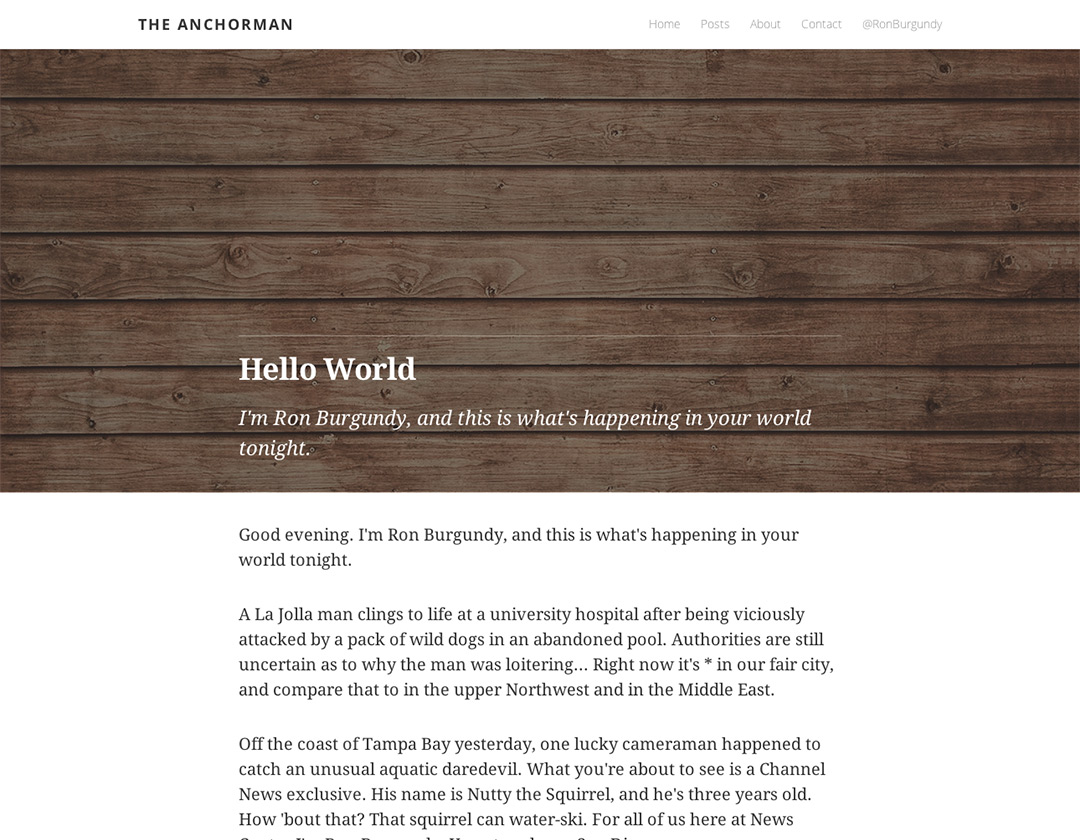 THE ANCHORMAN
Home Posts About Contact @RonBurgundy
Hello World
I'm Ron Burgundy, and this is what's happening in your world
tonight.
Good evening. I'm Ron Burgundy, and this is what's happening in your
world tonight.
A La Jolla man clings to life at a university hospital after being viciously
attacked by a pack of wild dogs in an abandoned pool. Authorities are still
uncertain as to why the man was loitering... Right now it's * in our fair city,
and compare that to in the upper Northwest and in the Middle East.
Off the coast of Tampa Bay yesterday, one lucky cameraman happened to
catch an unusual aquatic daredevil. What you're about to see is a Channel
News exclusive. His name is Nutty the Squirrel, and he's three years old.
How 'bout that? That squirrel can water-ski. For all of us here at News